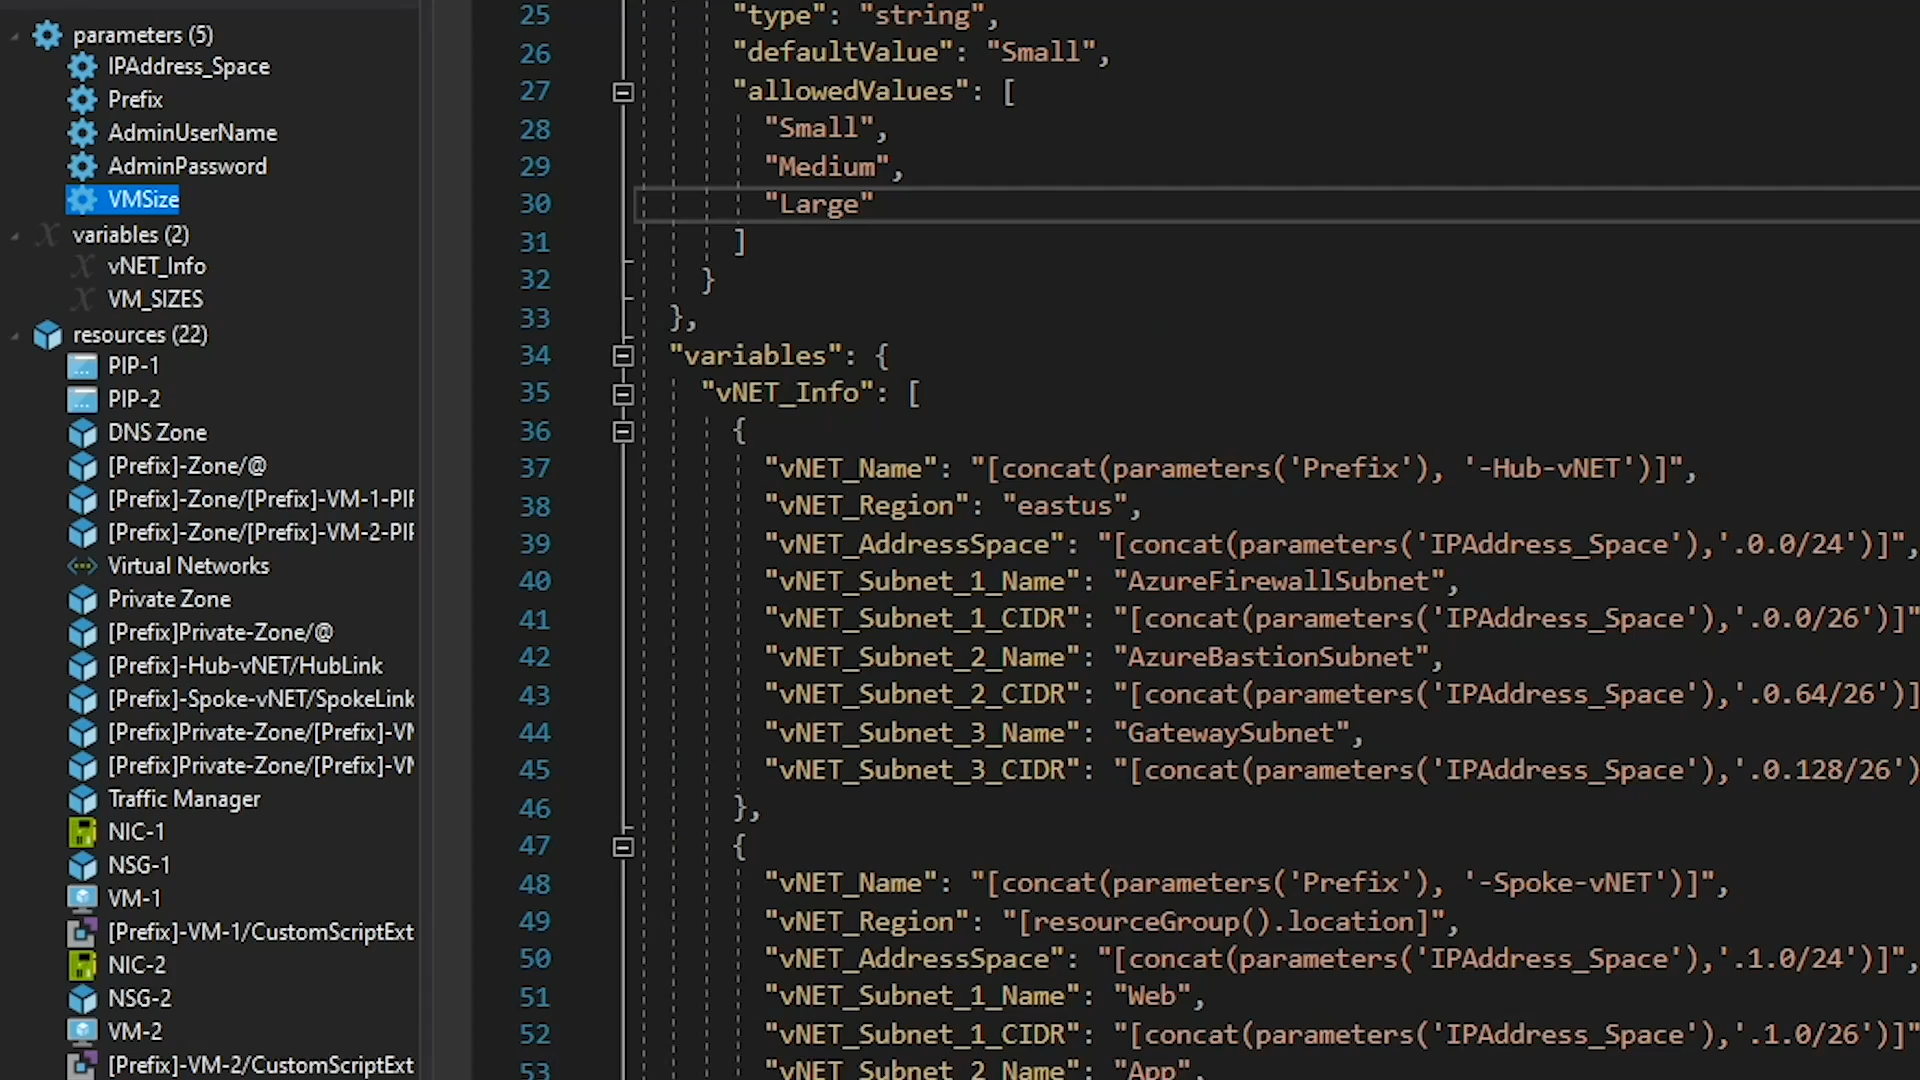 parameters (5)
IPAddress_Space
Prefix
AdminUserName
AdminPassword
VMSize
variables (2)
vNET_Info
VM_SIZES
resources (22)
PIP-1
PIP-2
DNS Zone
[Prefix]-Zone/@
[Prefix]-Zone/[Prefix]-VM-1-PIP
[Prefix]-Zone/[Prefix]-VM-2-PIP
Virtual Networks
Private Zone
[Prefix]Private-Zone/@
[Prefix]-Hub-vNET/HubLink
[Prefix]-Spoke-vNET/SpokeLink
[Prefix]Private-Zone/[Prefix]-VM
[Prefix]Private-Zone/[Prefix]-VM
Traffic Manager
NIC-1
NSG-1
VM-1
[Prefix]-VM-1/CustomScriptExt
NIC-2
NSG-2
VM-2
[Prefix]-VM-2/CustomScriptExt
25 "type": "string",
26 "defaultValue": "Small",
27 "allowedValues": [
28 "Small",
29 "Medium",
30 "Large"
31 ]
32 }
33 },
34 "variables": {
35 "vNET_Info": [
36 {
37 "vNET_Name": "[concat(parameters('Prefix'), '-Hub-vNET')]",
38 "vNET_Region": "eastus",
39 "vNET_AddressSpace": "[concat(parameters('IPAddress_Space'),'.0.0/24')]",
40 "vNET_Subnet_1_Name": "AzureFirewallSubnet",
41 "vNET_Subnet_1_CIDR": "[concat(parameters('IPAddress_Space'),'.0.0/26')]"
42 "vNET_Subnet_2_Name": "AzureBastionSubnet",
43 "vNET_Subnet_2_CIDR": "[concat(parameters('IPAddress_Space'),'.0.64/26')]
44 "vNET_Subnet_3_Name": "GatewaySubnet",
45 "vNET_Subnet_3_CIDR": "[concat(parameters('IPAddress_Space'),'.0.128/26')
46 },
47 {
48 "vNET_Name": "[concat(parameters('Prefix'), '-Spoke-vNET')]",
49 "vNET_Region": "[resourceGroup().location]",
50 "vNET_AddressSpace": "[concat(parameters('IPAddress_Space'),'.1.0/24')]",
51 "vNET_Subnet_1_Name": "Web",
52 "vNET_Subnet_1_CIDR": "[concat(parameters('IPAddress_Space'),'.1.0/26')]"
53 "vNET_Subnet_2_Name": "App",